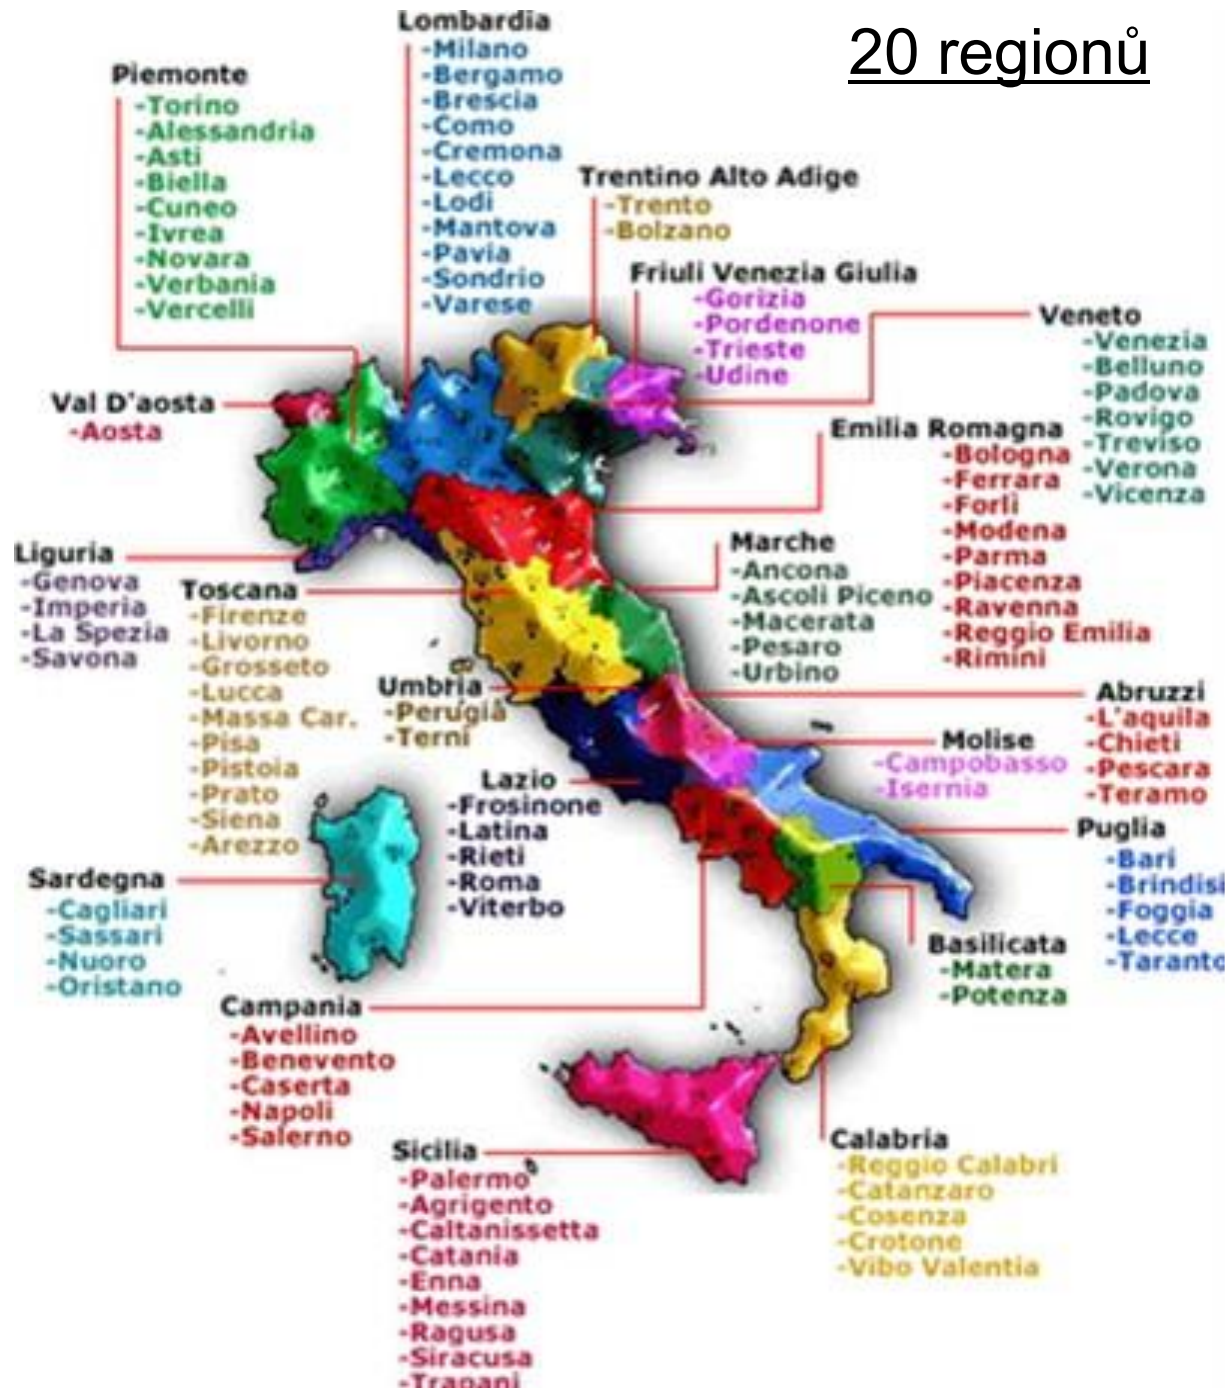 20 regionů
Lombardia
-Milano
-Bergamo
-Brescia
-Como
-Cremona
-Lecco
-Lodi
-Mantova
-Pavia
-Sondrio
-Varese
Piemonte
-Torino
-Alessandria
-Asti
-Biella
-Cuneo
-Ivrea
-Novara
-Verbania
-Vercelli
Trentino Alto Adige
-Trento
-Bolzano
Friuli Venezia Giulia
-Gorizia
-Pordenone
-Trieste
-Udine
Veneto
-Venezia
-Belluno
-Padova
-Rovigo
-Treviso
-Verona
-Vicenza
Val D'aosta
-Aosta
Emilia Romagna
-Bologna
-Ferrara
-Forlì
-Modena
-Parma
-Piacenza
-Ravenna
-Reggio Emilia
-Rimini
Liguria
-Genova
-Imperia
-La Spezia
-Savona
Toscana
-Firenze
-Livorno
-Grosseto
-Lucca
-Massa Car.
-Pisa
-Pistoia
-Prato
-Siena
-Arezzo
Marche
-Ancona
-Ascoli Piceno
-Macerata
-Pesaro
-Urbino
Umbria
-Perugia
-Terni
Abruzzi
-L'aquila
-Chieti
-Pescara
-Teramo
Molise
-Campobasso
-Isernia
Lazio
-Frosinone
-Latina
-Rieti
-Roma
-Viterbo
Puglia
-Bari
-Brindisi
-Foggia
-Lecce
-Taranto
Sardegna
-Cagliari
-Sassari
-Nuoro
-Oristano
Basilicata
-Matera
-Potenza
Campania
-Avellino
-Benevento
-Caserta
-Napoli
-Salerno
Calabria
-Reggio Calabri
-Catanzaro
-Cosenza
-Crotone
-Vibo Valentia
Sicilia
-Palermo
-Agrigento
-Caltanissetta
-Catania
-Enna
-Messina
-Ragusa
-Siracusa
-Trapani